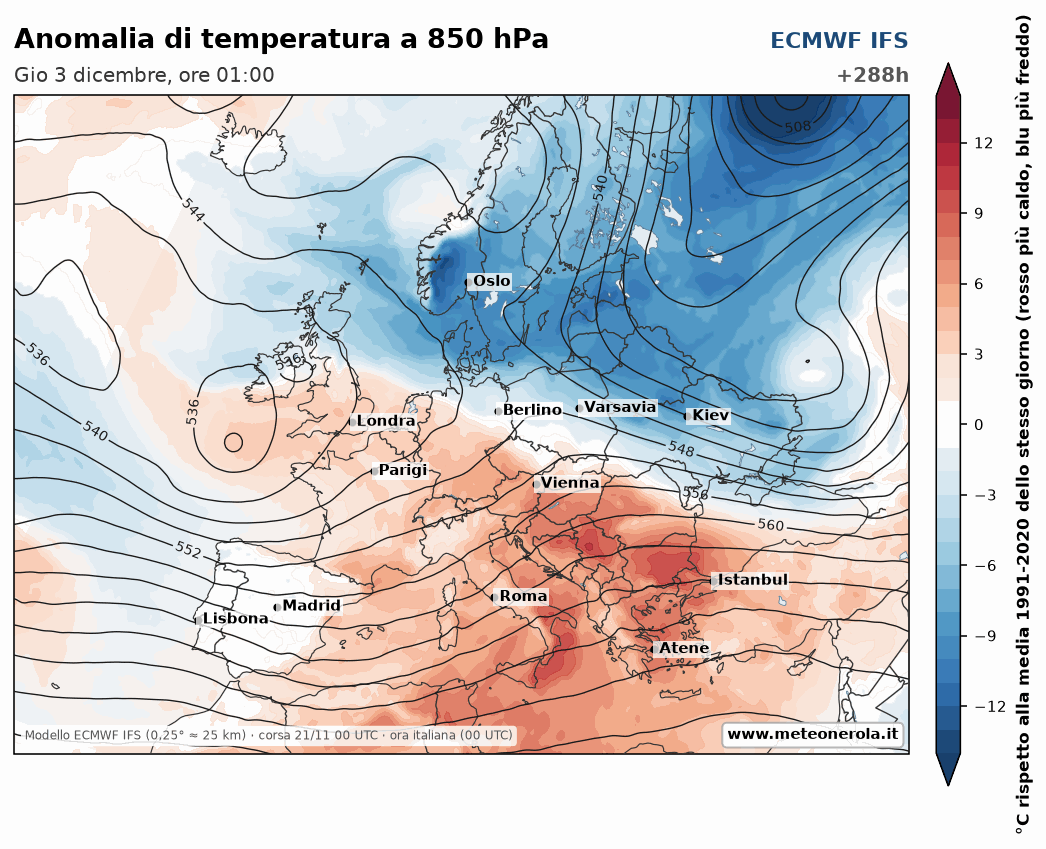 Anomalia di temperatura a 850 hPa
ECMWF IFS
Gio 3 dicembre, ore 01:00
+288h
508
540
544
Oslo
536
536
536
Londra
Berlino
Varsavia
Kiev
540
548
Parigi
Vienna
556
560
552
Istanbul
Roma
Madrid
Lisbona
Atene
Modello ECMWF IFS (0,25° ≈ 25 km) · corsa 21/11 00 UTC · ora italiana (00 UTC)
www.meteonerola.it
12
9
6
3
0
−3
−6
−9
−12
°C rispetto alla media 1991-2020 dello stesso giorno (rosso più caldo, blu più freddo)